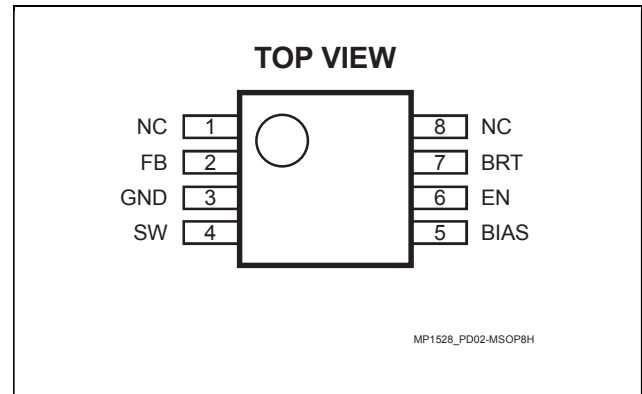 TOP VIEW
NC 1 8 NC
FB 2 7 BRT
GND 3 6 EN
SW 4 5 BIAS
MP1528_PD02-MSOP8H